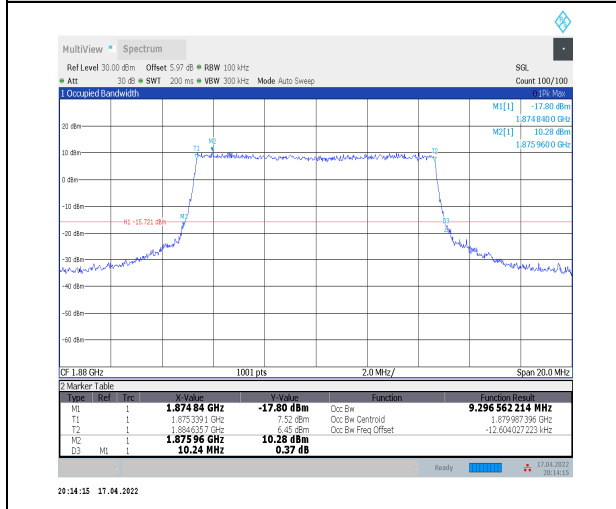 MultiView Spectrum
Ref Level 30.00 dBm Offset 5.97 dB RBW 100 kHz SGL
Att 30 dB SWT 200 ms VBW 300 kHz Mode Auto Sweep Count 100/100
1 Occupied Bandwidth 1Pk Max
M1[1] -17.80 dBm
1.874 840 0 GHz
M2[1] 10.28 dBm
1.875 960 0 GHz
20 dBm
M2
T1 T2
10 dBm
0 dBm
-10 dBm
M1
H1 -15.721 dBm
D3
-20 dBm
-30 dBm
-40 dBm
-50 dBm
-60 dBm
CF 1.88 GHz 1001 pts 2.0 MHz/ Span 20.0 MHz
2 Marker Table
Type Ref Trc X-Value Y-Value Function Function Result
M1 1 1.874 84 GHz -17.80 dBm Occ Bw 9.296 562 214 MHz
T1 1 1.875 339 1 GHz 7.52 dBm Occ Bw Centroid 1.879 987 396 GHz
T2 1 1.884 635 7 GHz 6.45 dBm Occ Bw Freq Offset -12.604 027 223 kHz
M2 1 1.875 96 GHz 10.28 dBm
D3 M1 1 10.24 MHz 0.37 dB
Ready 17.04.2022
20:14:15
20:14:15 17.04.2022